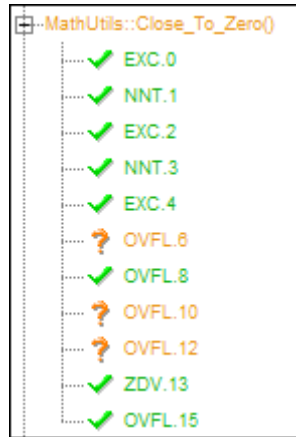 MathUtils::Close_To_Zero()
EXC.0
NNT.1
EXC.2
NNT.3
EXC.4
OVFL.6
OVFL.8
OVFL.10
OVFL.12
ZDV.13
OVFL.15